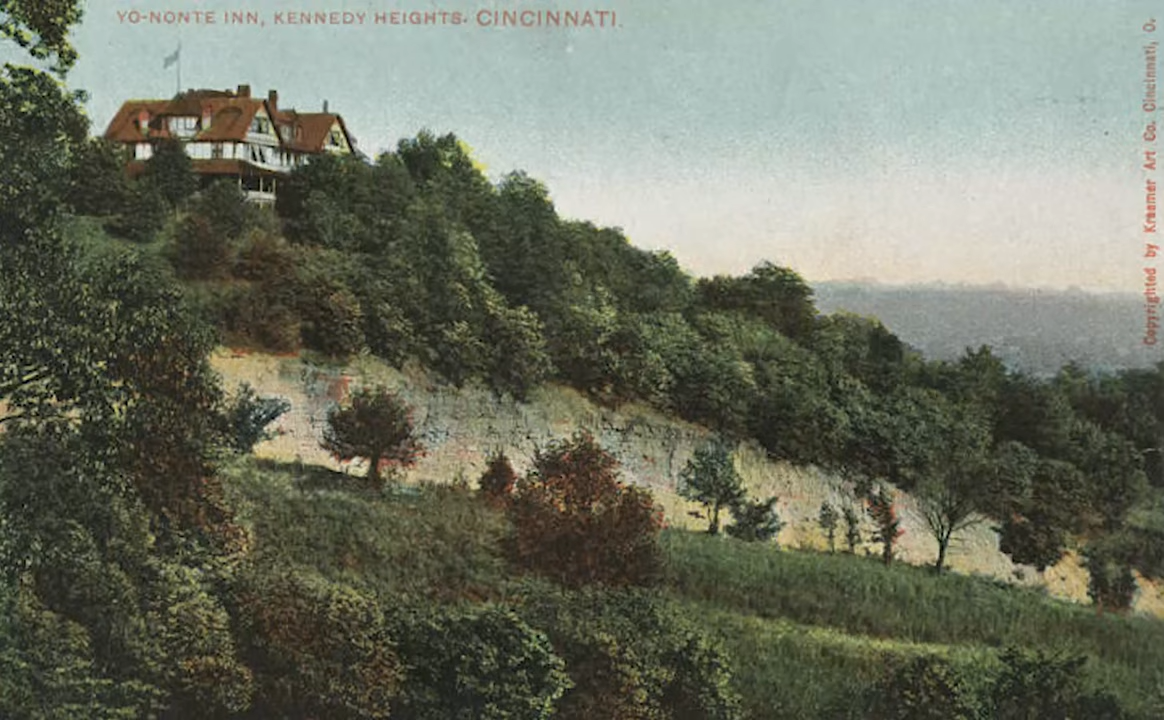 YO-NONTE INN, KENNEDY HEIGHTS. CINCINNATI.
Copyrighted by Kraemer Art Co. Cincinnati, O.